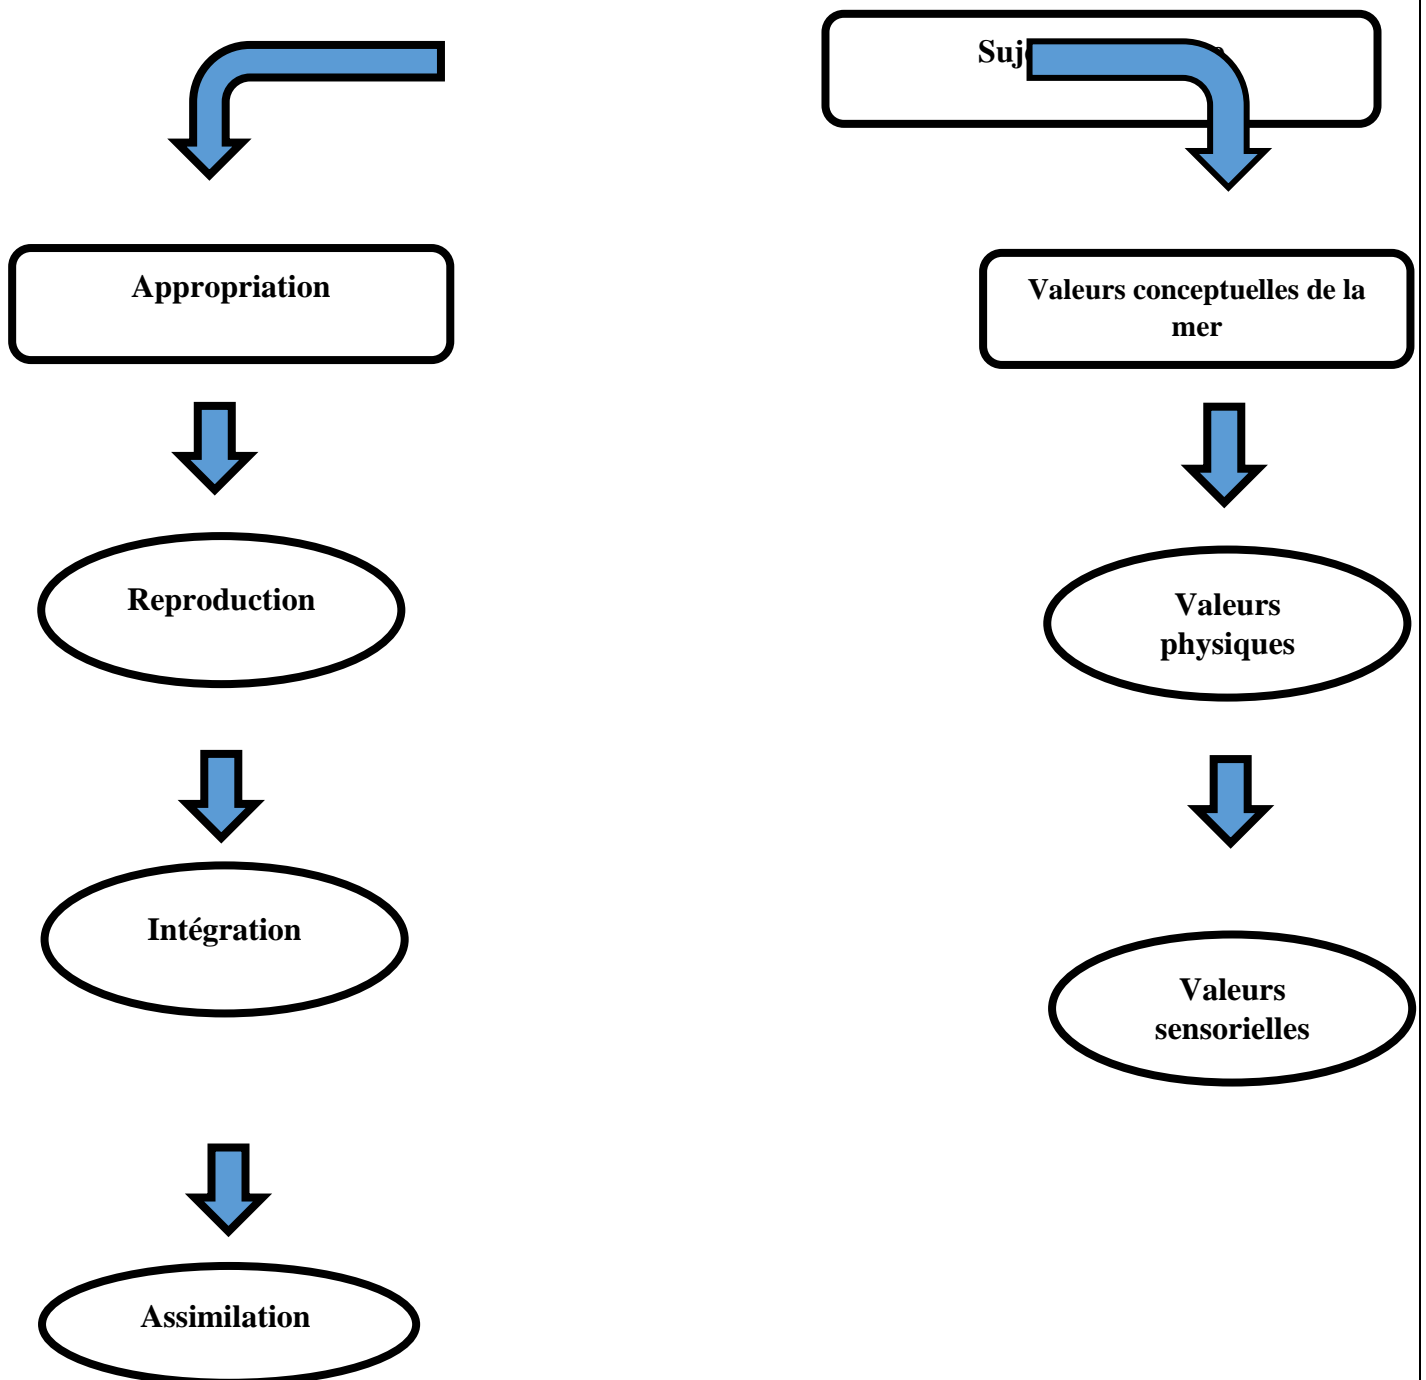 Appropriation
Valeurs conceptuelles de la
mer
Reproduction
Valeurs
physiques
Intégration
Valeurs
sensorielles
Assimilation